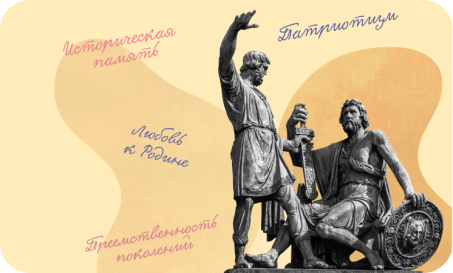 Историческая
память
Патриотизм
Любовь
к Родине
Преемственность
поколений